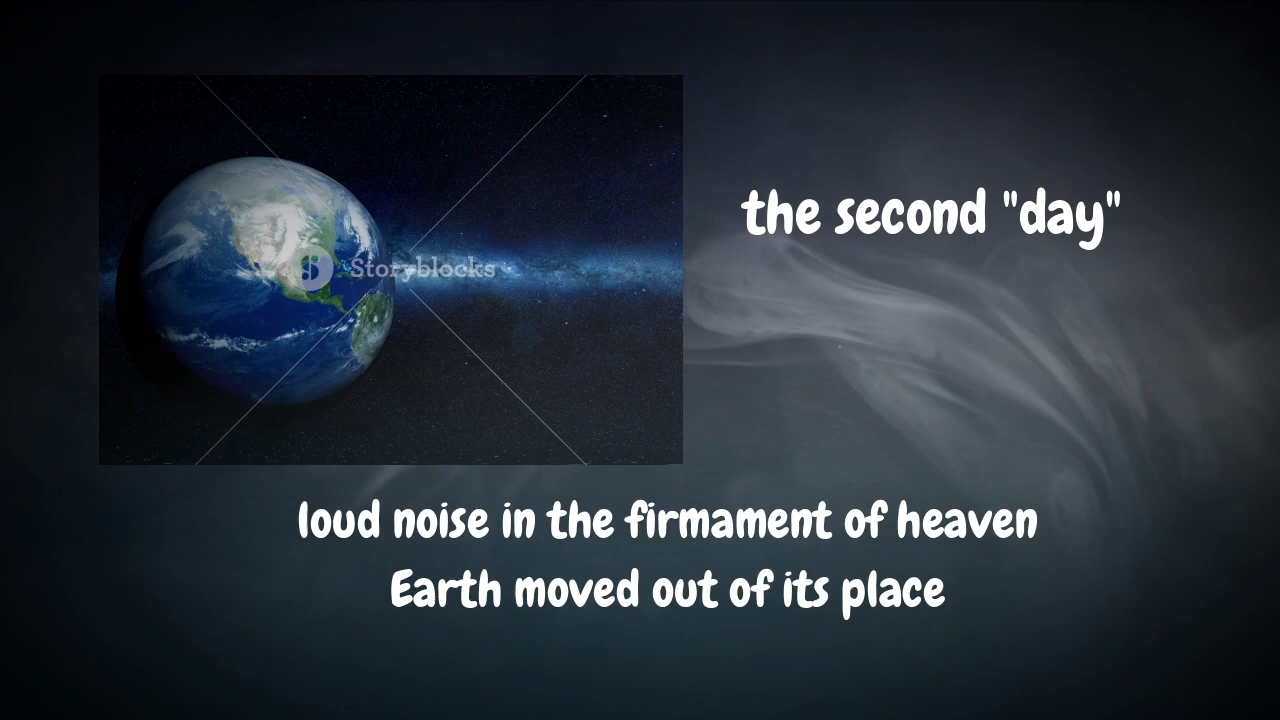 the second "day"
Storyblocks
loud noise in the firmament of heaven
Earth moved out of its place